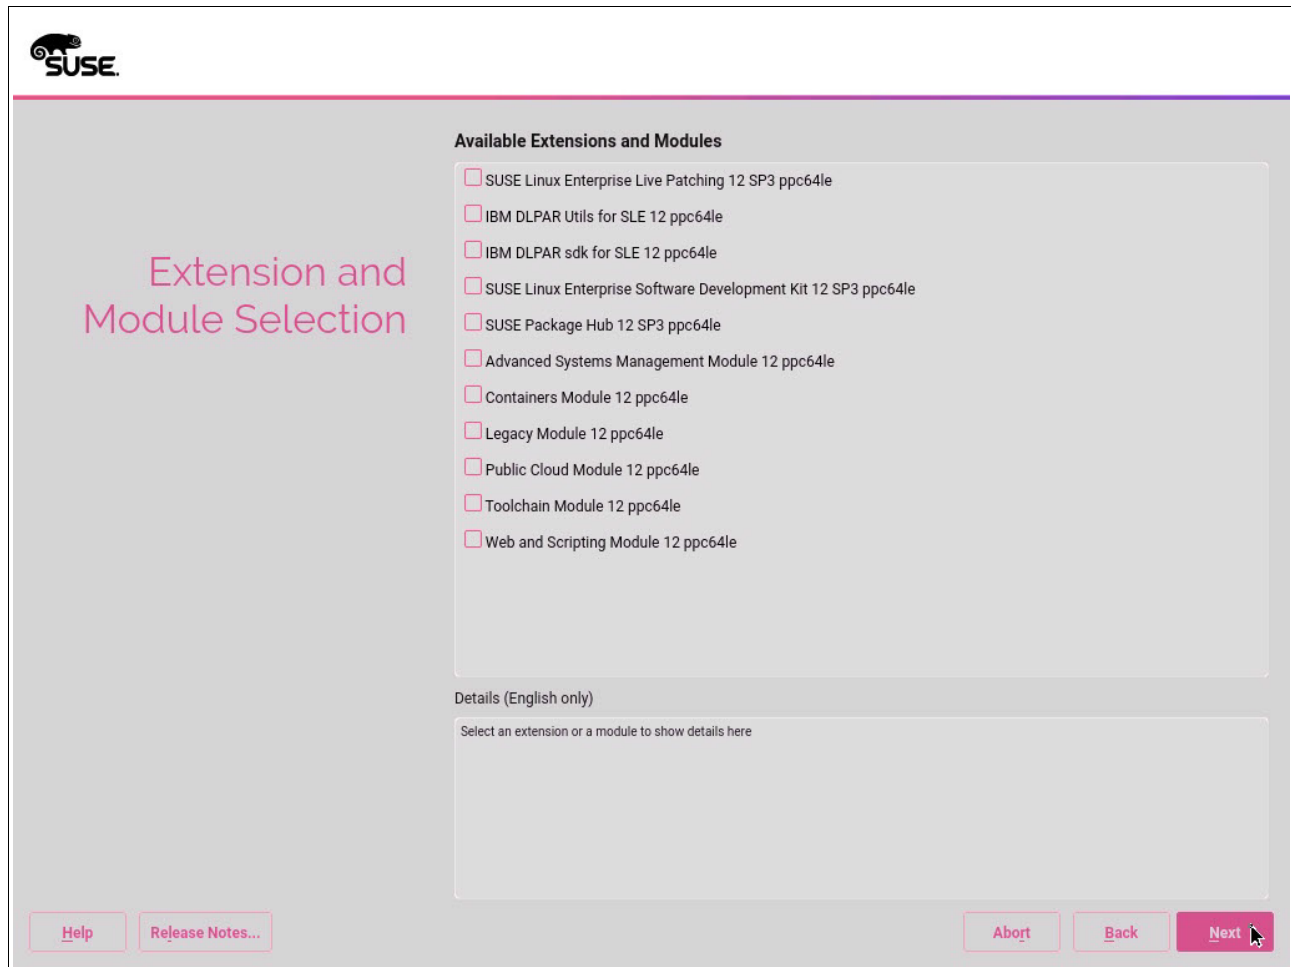 SUSE.
Available Extensions and Modules
Extension and
Module Selection
SUSE Linux Enterprise Live Patching 12 SP3 ppc64le
IBM DLPAR Utils for SLE 12 ppc64le
IBM DLPAR sdk for SLE 12 ppc64le
SUSE Linux Enterprise Software Development Kit 12 SP3 ppc64le
SUSE Package Hub 12 SP3 ppc64le
Advanced Systems Management Module 12 ppc64le
Containers Module 12 ppc64le
Legacy Module 12 ppc64le
Public Cloud Module 12 ppc64le
Toolchain Module 12 ppc64le
Web and Scripting Module 12 ppc64le
Details (English only)
Select an extension or a module to show details here
Help
Release Notes...
Abort
Back
Next